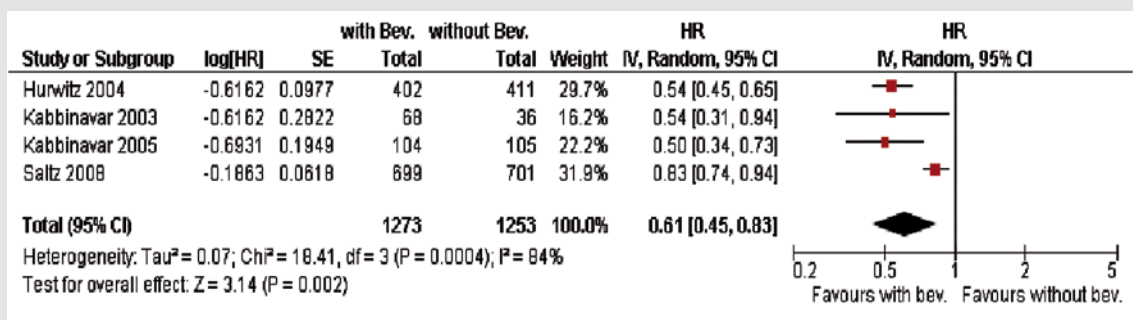 with Bev. without Bev. HR HR
Study or Subgroup log[HR] SE Total Total Weight IV, Random, 95% CI IV, Random, 95% CI
Hurwitz 2004 -0.6162 0.0977 402 411 29.7% 0.54 [0.45, 0.65]
Kabbinavar 2003 -0.6162 0.2822 68 36 16.2% 0.54 [0.31, 0.94]
Kabbinavar 2005 -0.6931 0.1949 104 105 22.2% 0.50 [0.34, 0.73]
Saltz 2008 -0.1863 0.0618 699 701 31.9% 0.83 [0.74, 0.94]
Total (95% CI) 1273 1253 100.0% 0.61 [0.45, 0.83]
Heterogeneity: Tau² = 0.07; Chi² = 18.41, df = 3 (P = 0.0004); I² = 84%
Test for overall effect: Z = 3.14 (P = 0.002)
0.2 0.5 1 2 5
Favours with bev. Favours without bev.